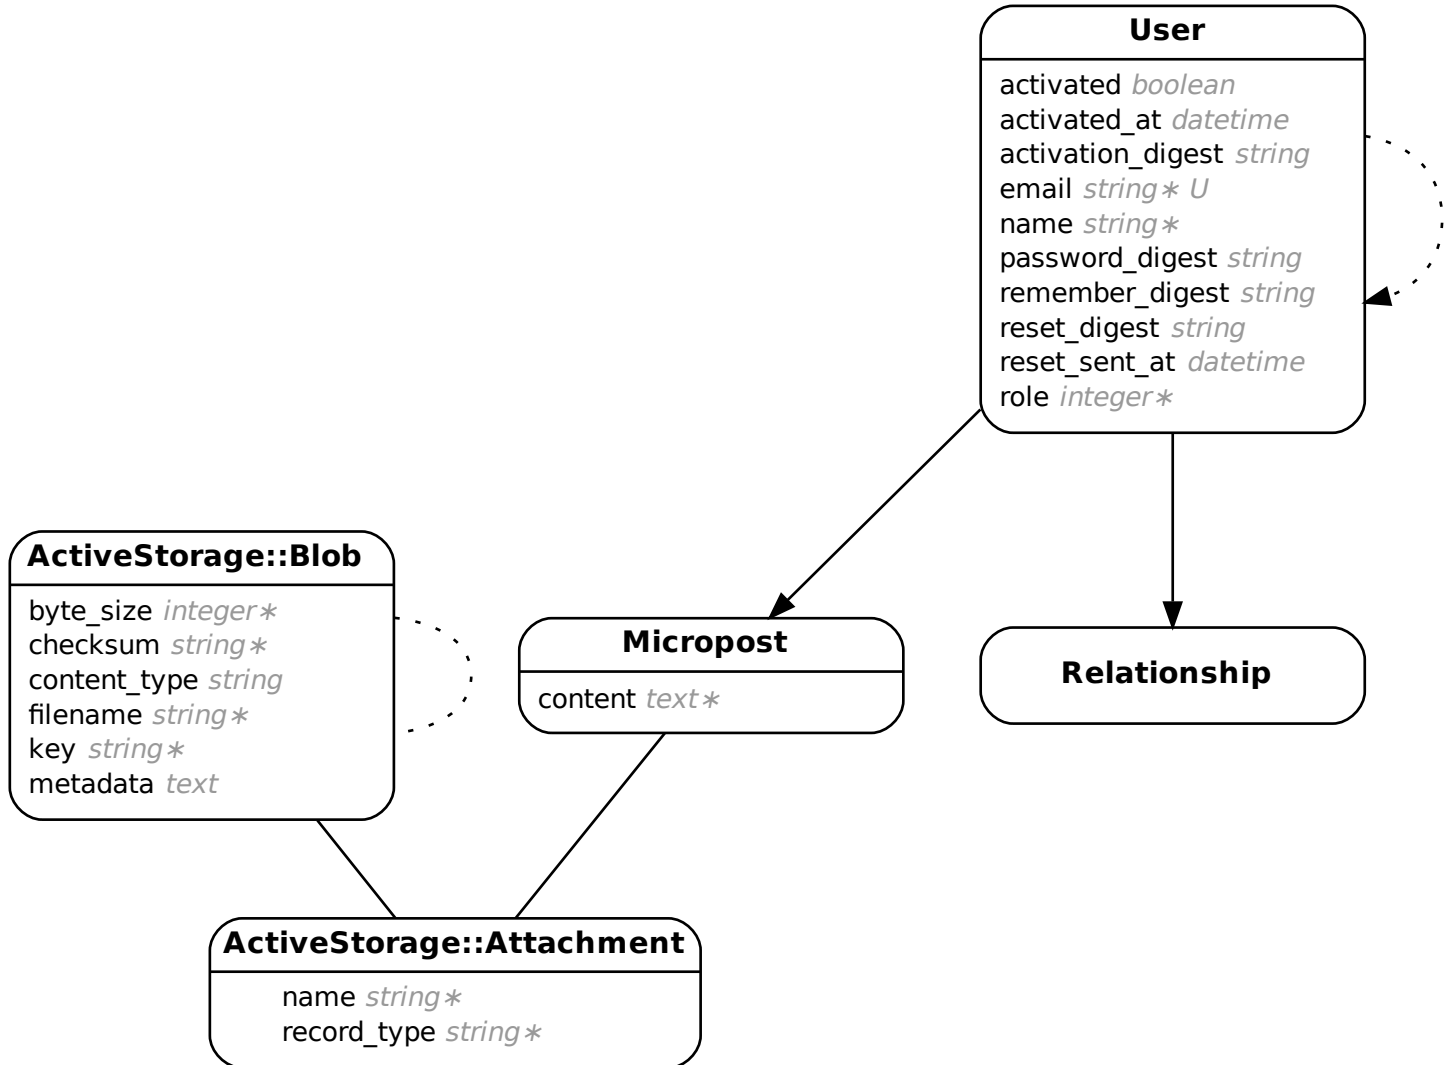 User
activated boolean
activated_at datetime
activation_digest string
email string∗ U
name string∗
password_digest string
remember_digest string
reset_digest string
reset_sent_at datetime
role integer∗
ActiveStorage::Blob
byte_size integer∗
checksum string∗
content_type string
filename string∗
key string∗
metadata text
Micropost
content text∗
Relationship
ActiveStorage::Attachment
name string∗
record_type string∗